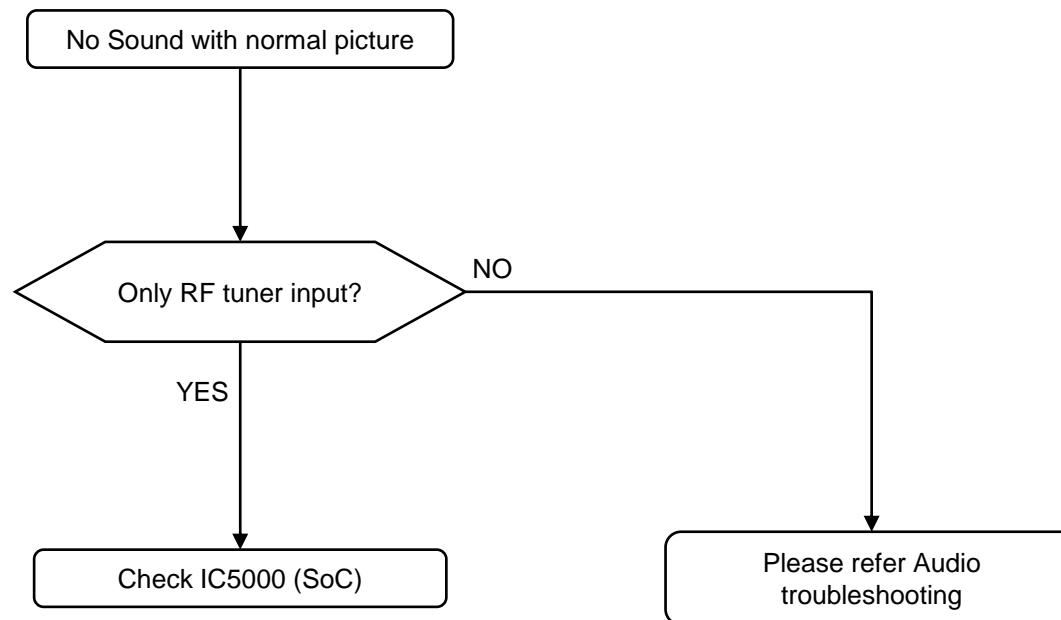 No Sound with normal picture
Only RF tuner input?
NO
YES
Check IC5000 (SoC)
Please refer Audio
troubleshooting